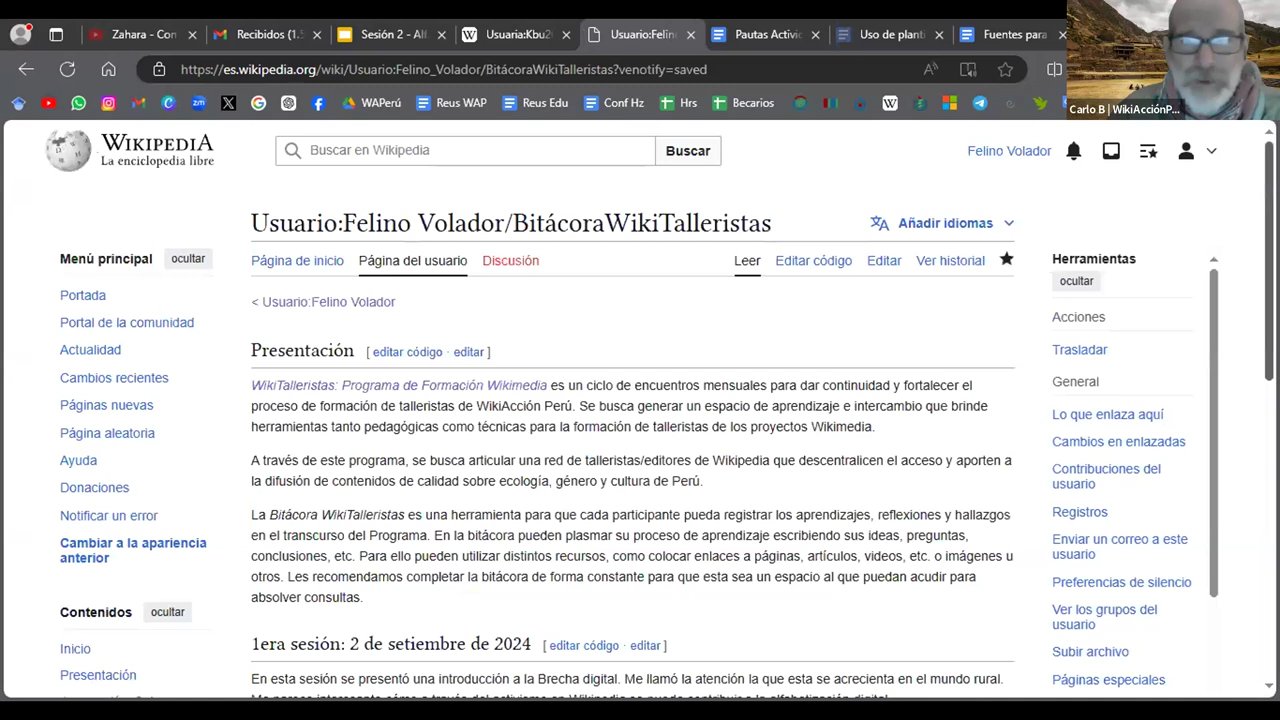 Zahara - Con
Recibidos (1.5
Sesión 2 - Alf
Usuaria:Kbu2
Usuario:Felin
Pautas Activi
Uso de planti
Fuentes para
https://es.wikipedia.org/wiki/Usuario:Felino_Volador/BitácoraWikiTalleristas?venotify=saved
WAPerú
Reus WAP
Reus Edu
Conf Hz
Hrs
Becarios
Carlo B | WikiAcciónP...
WIKIPEDIA
La enciclopedia libre
Buscar en Wikipedia
Buscar
Felino Volador
Usuario:Felino Volador/BitácoraWikiTalleristas
Añadir idiomas
Página de inicio
Página del usuario
Discusión
Leer
Editar código
Editar
Ver historial
< Usuario:Felino Volador
Menú principal
ocultar
Portada
Portal de la comunidad
Actualidad
Cambios recientes
Páginas nuevas
Página aleatoria
Ayuda
Donaciones
Notificar un error
Cambiar a la apariencia
anterior
Contenidos
ocultar
Inicio
Presentación
Presentación [ editar código · editar ]
WikiTalleristas: Programa de Formación Wikimedia es un ciclo de encuentros mensuales para dar continuidad y fortalecer el
proceso de formación de talleristas de WikiAcción Perú. Se busca generar un espacio de aprendizaje e intercambio que brinde
herramientas tanto pedagógicas como técnicas para la formación de talleristas de los proyectos Wikimedia.
A través de este programa, se busca articular una red de talleristas/editores de Wikipedia que descentralicen el acceso y aporten a
la difusión de contenidos de calidad sobre ecología, género y cultura de Perú.
La Bitácora WikiTalleristas es una herramienta para que cada participante pueda registrar los aprendizajes, reflexiones y hallazgos
en el transcurso del Programa. En la bitácora pueden plasmar su proceso de aprendizaje escribiendo sus ideas, preguntas,
conclusiones, etc. Para ello pueden utilizar distintos recursos, como colocar enlaces a páginas, artículos, videos, etc. o imágenes u
otros. Les recomendamos completar la bitácora de forma constante para que esta sea un espacio al que puedan acudir para
absolver consultas.
1era sesión: 2 de setiembre de 2024 [ editar código · editar ]
En esta sesión se presentó una introducción a la Brecha digital. Me llamó la atención la que esta se acrecienta en el mundo rural.
Herramientas
ocultar
Acciones
Trasladar
General
Lo que enlaza aquí
Cambios en enlazadas
Contribuciones del
usuario
Registros
Enviar un correo a este
usuario
Preferencias de silencio
Ver los grupos del
usuario
Subir archivo
Páginas especiales